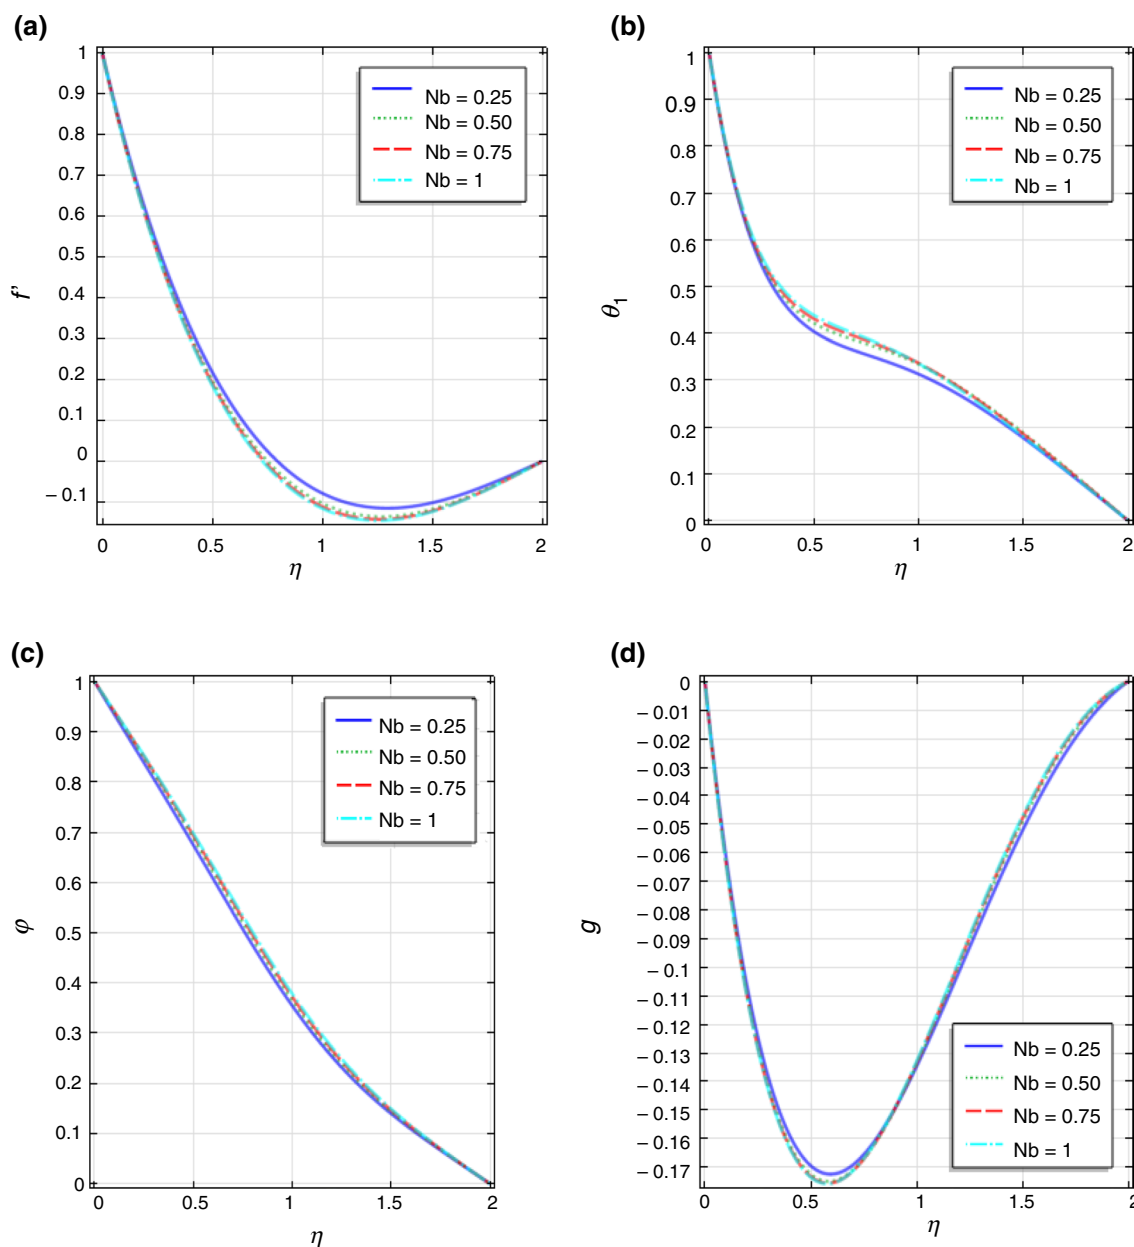 (a)
1
0.9
0.8
0.7
0.6
0.5
0.4
0.3
0.2
0.1
0
– 0.1
f'
0 0.5 1 1.5 2
η
Nb = 0.25
Nb = 0.50
Nb = 0.75
Nb = 1
(b)
1
0.9
0.8
0.7
0.6
0.5
0.4
0.3
0.2
0.1
0
θ1
0 0.5 1 1.5 2
η
Nb = 0.25
Nb = 0.50
Nb = 0.75
Nb = 1
(c)
1
0.9
0.8
0.7
0.6
0.5
0.4
0.3
0.2
0.1
0
φ
0 0.5 1 1.5 2
η
Nb = 0.25
Nb = 0.50
Nb = 0.75
Nb = 1
(d)
0
– 0.01
– 0.02
– 0.03
– 0.04
– 0.05
– 0.06
– 0.07
– 0.08
– 0.09
– 0.1
– 0.11
– 0.12
– 0.13
– 0.14
– 0.15
– 0.16
– 0.17
g
0 0.5 1 1.5 2
η
Nb = 0.25
Nb = 0.50
Nb = 0.75
Nb = 1